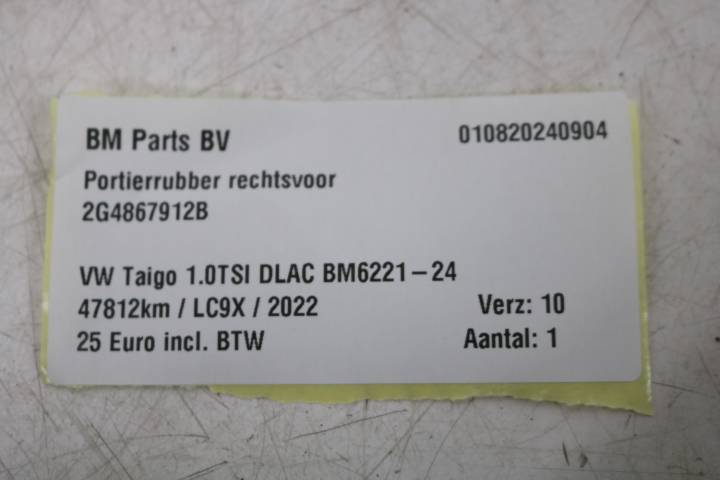 BM Parts BV 010820240904
Portierrubber rechtsvoor
2G4867912B
VW Taigo 1.0TSI DLAC BM6221-24
47812km / LC9X / 2022 Verz: 10
25 Euro incl. BTW Aantal: 1